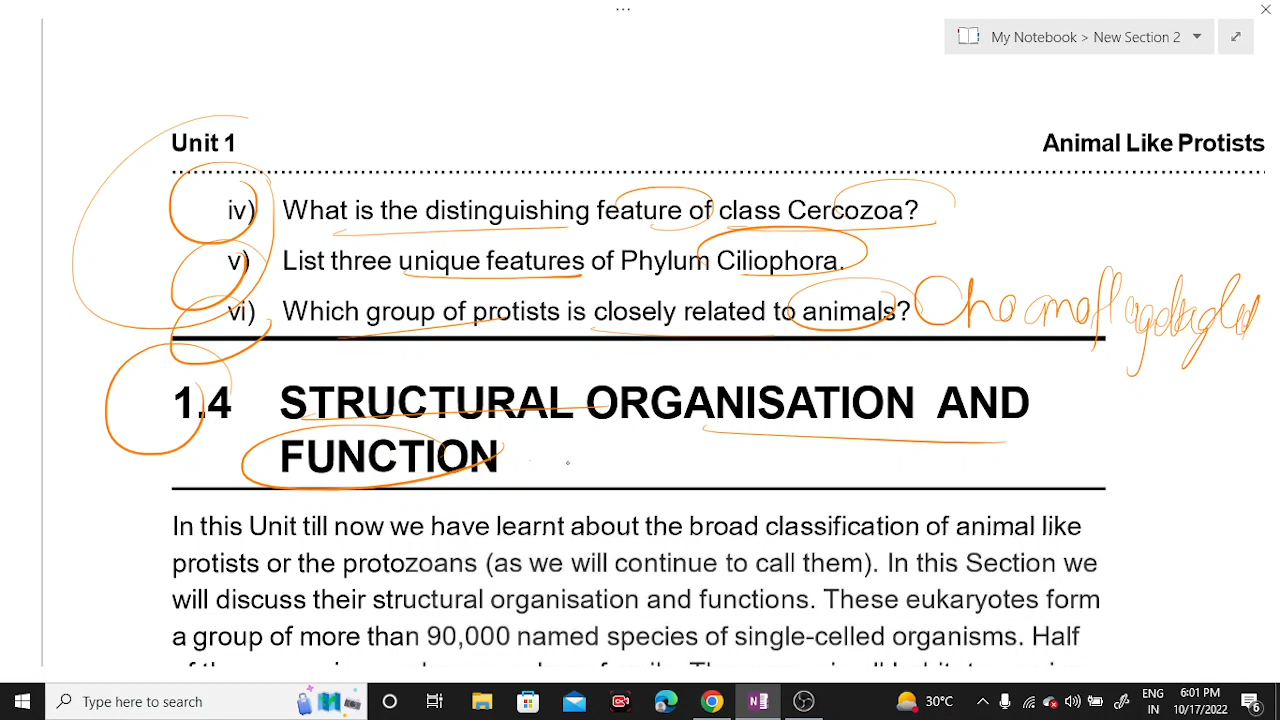 ...
My Notebook > New Section 2
Unit 1 Animal Like Protists
iv) What is the distinguishing feature of class Cercozoa?
v) List three unique features of Phylum Ciliophora.
vi) Which group of protists is closely related to animals?
1.4 STRUCTURAL ORGANISATION AND
FUNCTION
In this Unit till now we have learnt about the broad classification of animal like
protists or the protozoans (as we will continue to call them). In this Section we
will discuss their structural organisation and functions. These eukaryotes form
a group of more than 90,000 named species of single-celled organisms. Half
Type here to search
30°C
ENG
IN
6:01 PM
10/17/2022
6